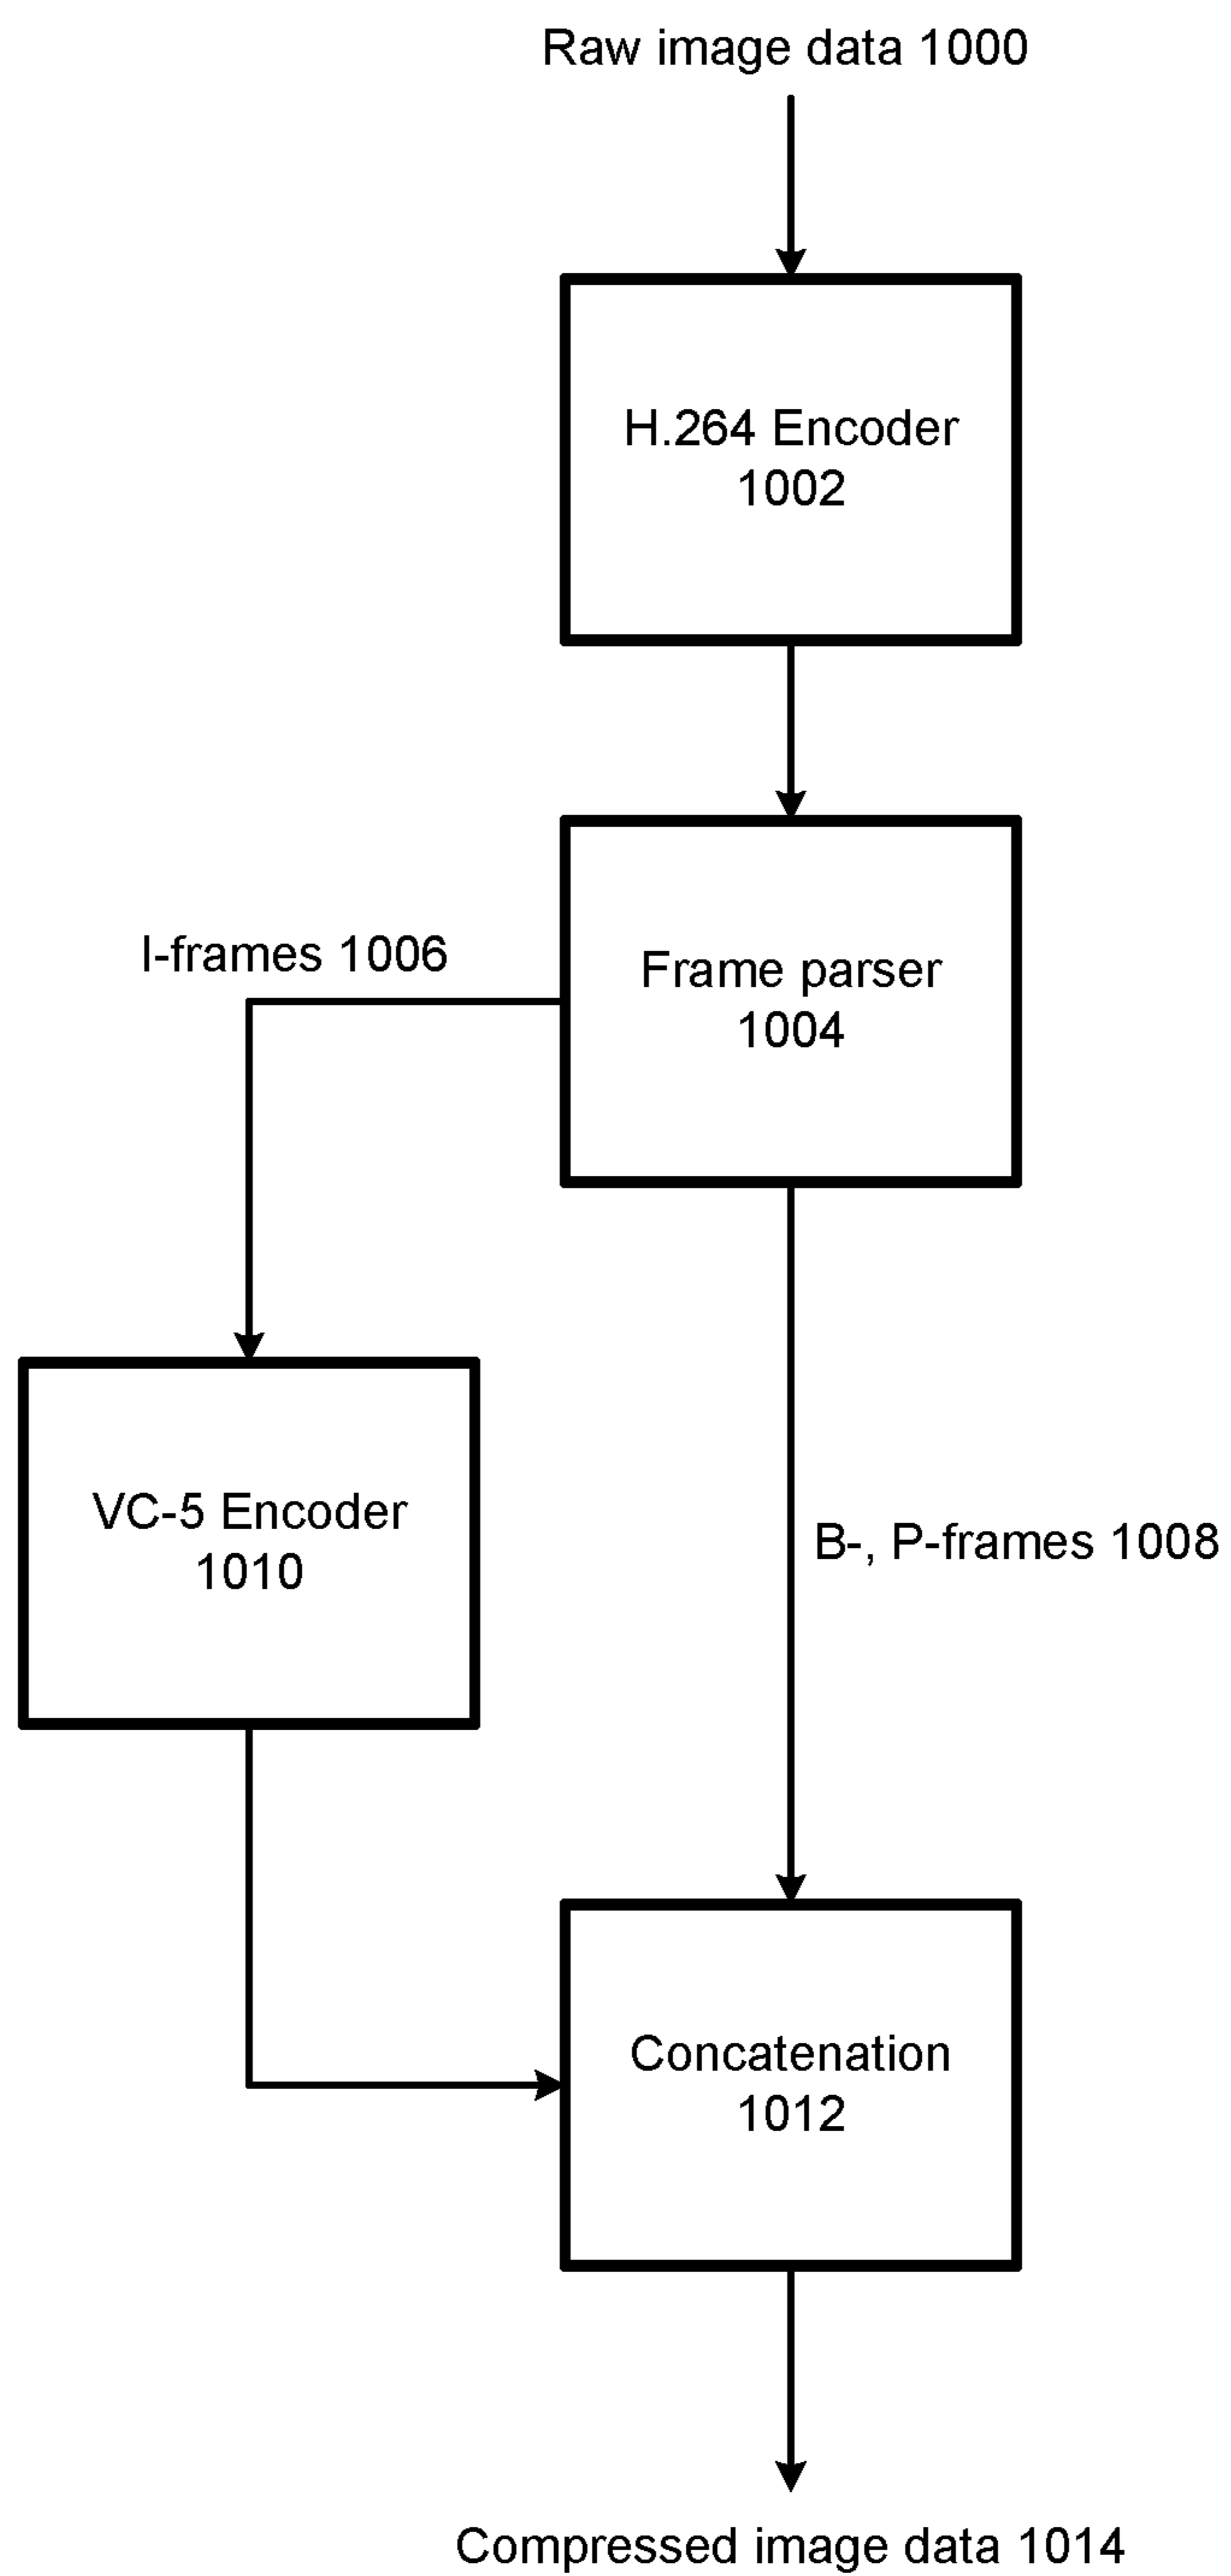 Raw image data 1000
H.264 Encoder
1002
I-frames 1006
Frame parser
1004
VC-5 Encoder
1010
B-, P-frames 1008
Concatenation
1012
Compressed image data 1014